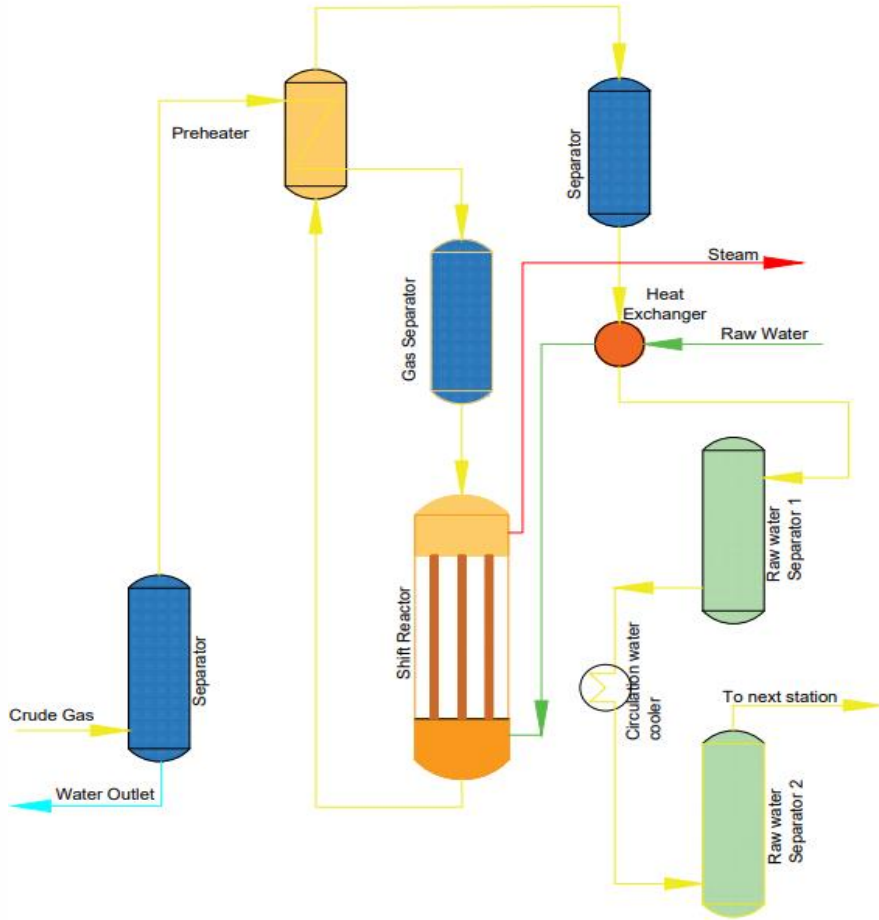 Preheater
Separator
Gas Separator
Steam
Heat
Exchanger
Raw Water
Raw water
Separator 1
Shift Reactor
Separator
Crude Gas
Water Outlet
Circulation water
cooler
To next station
Raw water
Separator 2